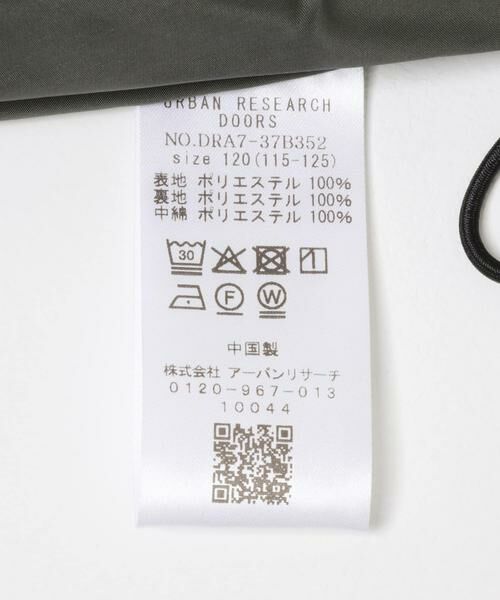 URBAN RESEARCH
DOORS
NO.DRA7-37B352
size 120(115-125)
表地 ポリエステル 100%
裏地 ポリエステル 100%
中綿 ポリエステル 100%
30
F W
中国製
株式会社 アーバンリサーチ
0120-967-013
10044